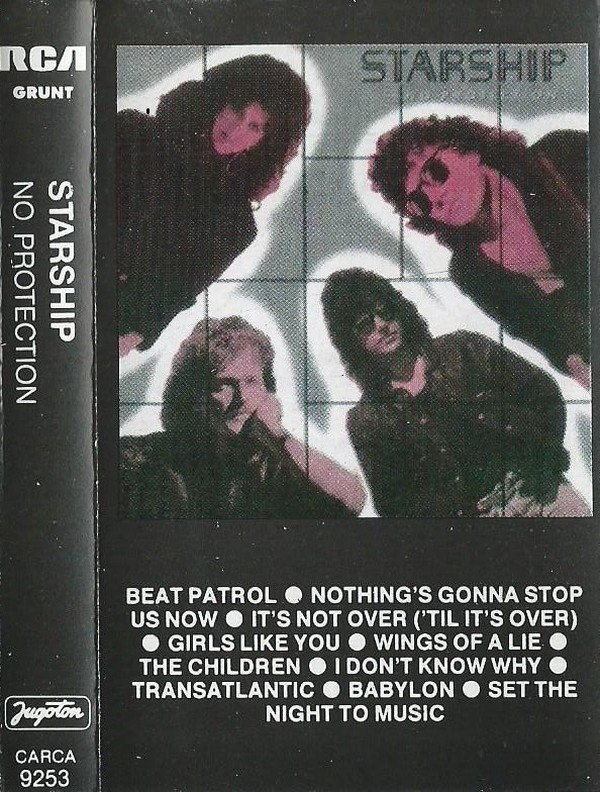 RCA
GRUNT
STARSHIP
NO PROTECTION
Jugoton
CARCA
9253
STARSHIP
BEAT PATROL ● NOTHING'S GONNA STOP
US NOW ● IT'S NOT OVER ('TIL IT'S OVER)
● GIRLS LIKE YOU ● WINGS OF A LIE ●
THE CHILDREN ● I DON'T KNOW WHY ●
TRANSATLANTIC ● BABYLON ● SET THE
NIGHT TO MUSIC